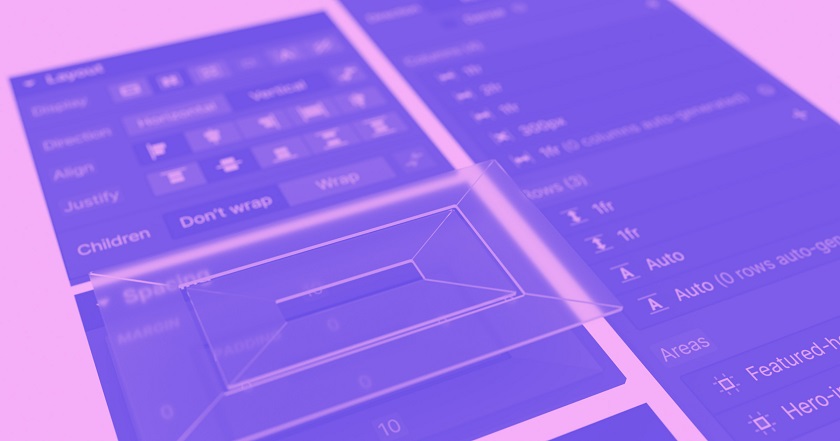 Layout
Display
Direction
Horizontal
Vertical
Align
Justify
Children
Don't wrap
Wrap
Spacing
MARGIN
PADDING
0
0
0
10
1fr
2fr
1fr
300px
1fr (0 columns auto-generated)
Rows (3)
1fr
1fr
Auto
Auto (0 rows auto-gen
Areas
Featured-h
Hero-i